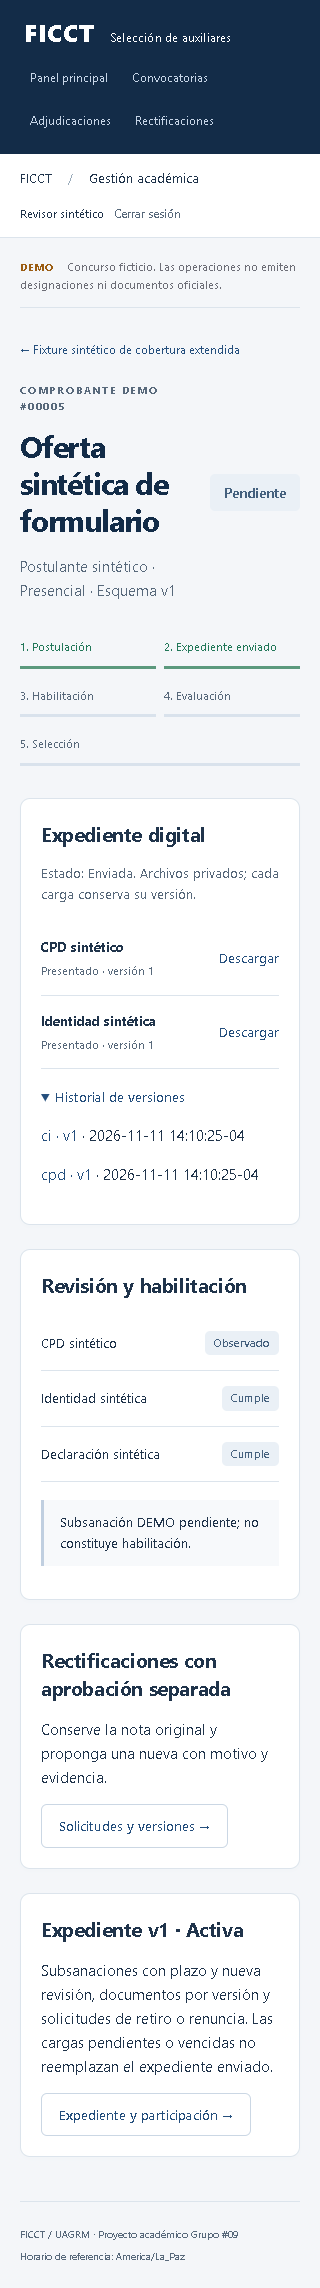 FICCT Selección de auxiliares
Panel principal Convocatorias
Adjudicaciones Rectificaciones
FICCT / Gestión académica
Revisor sintético Cerrar sesión
DEMO Concurso ficticio. Las operaciones no emiten
designaciones ni documentos oficiales.
← Fixture sintético de cobertura extendida
COMPROBANTE DEMO
#00005
Oferta
sintética de
formulario
Pendiente
Postulante sintético ·
Presencial · Esquema v1
1. Postulación 2. Expediente enviado
3. Habilitación 4. Evaluación
5. Selección
Expediente digital
Estado: Enviada. Archivos privados; cada
carga conserva su versión.
CPD sintético
Presentado · versión 1
Descargar
Identidad sintética
Presentado · versión 1
Descargar
▼ Historial de versiones
ci · v1 · 2026-11-11 14:10:25-04
cpd · v1 · 2026-11-11 14:10:25-04
Revisión y habilitación
CPD sintético Observado
Identidad sintética Cumple
Declaración sintética Cumple
Subsanación DEMO pendiente; no
constituye habilitación.
Rectificaciones con
aprobación separada
Conserve la nota original y
proponga una nueva con motivo y
evidencia.
Solicitudes y versiones →
Expediente v1 · Activa
Subsanaciones con plazo y nueva
revisión, documentos por versión y
solicitudes de retiro o renuncia. Las
cargas pendientes o vencidas no
reemplazan el expediente enviado.
Expediente y participación →
FICCT / UAGRM · Proyecto académico Grupo #09
Horario de referencia: America/La_Paz